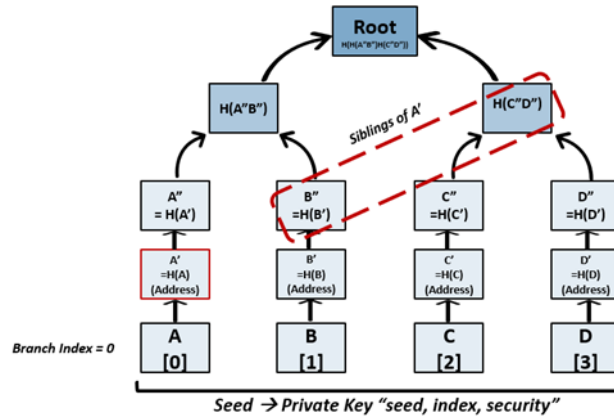 Root
H(H(A"B")H(C"D"))
H(A"B")
Siblings of A'
H(C"D")
A"
= H(A')
B"
=H(B')
C"
=H(C')
D"
=H(D')
A'
=H(A)
(Address)
B'
=H(B)
(Address)
C'
=H(C)
(Address)
D'
=H(D)
(Address)
Branch Index = 0
A
[0]
B
[1]
C
[2]
D
[3]
Seed → Private Key “seed, index, security”